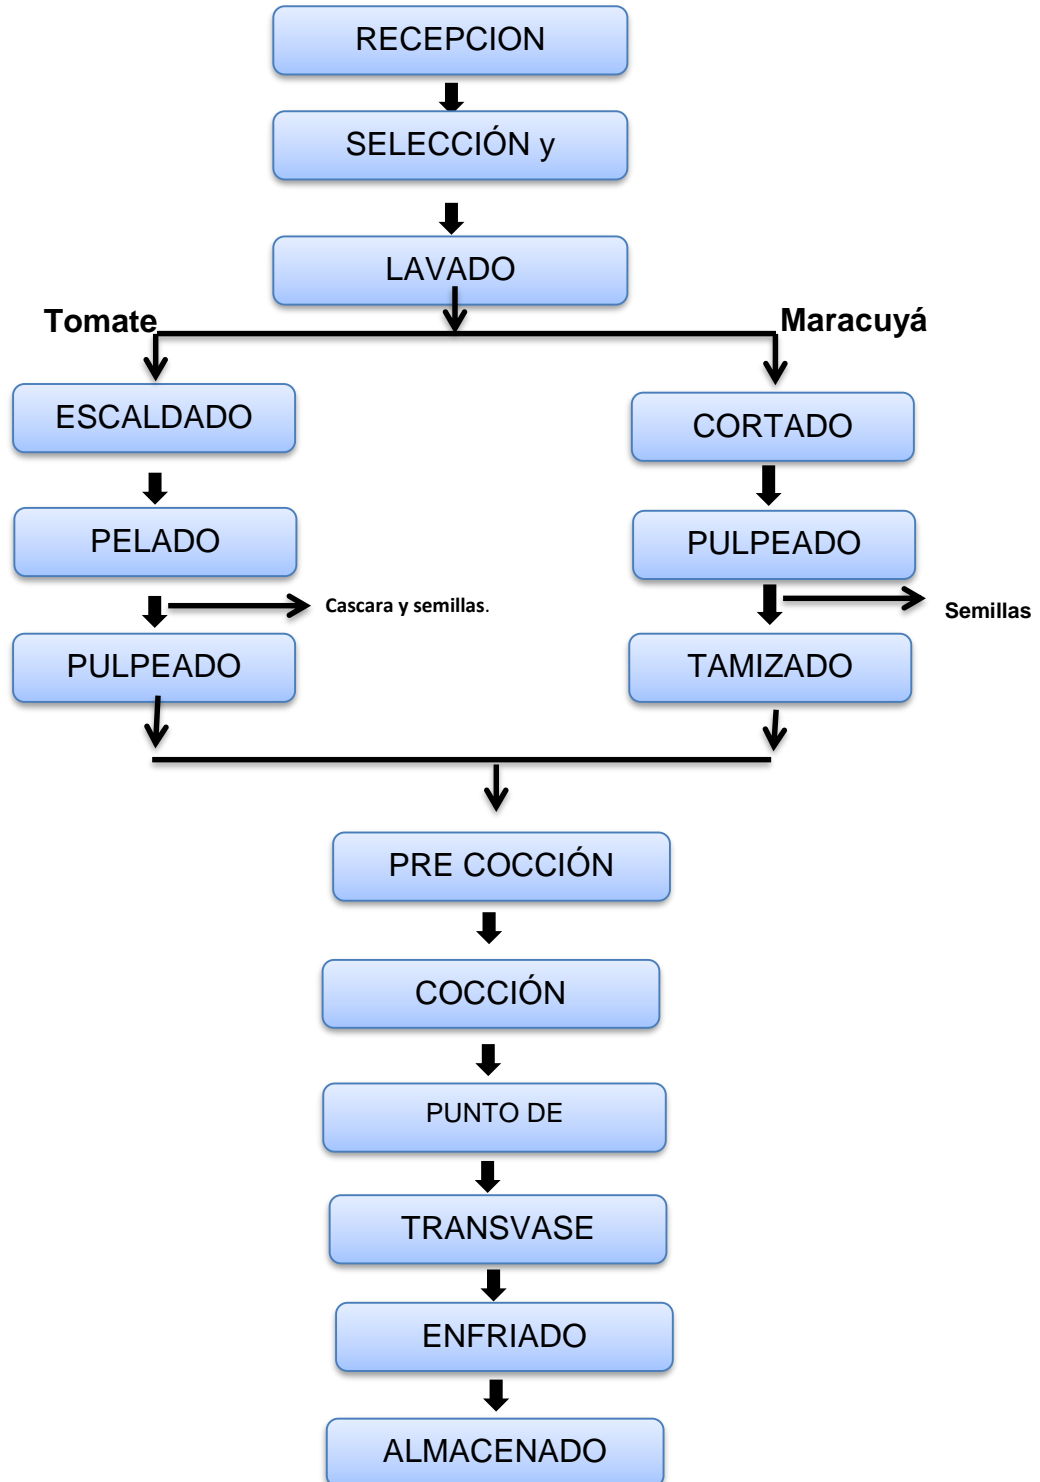 RECEPCION
SELECCIÓN y
LAVADO
Tomate
Maracuyá
ESCALDADO
CORTADO
PELADO
PULPEADO
Cascara y semillas.
Semillas
PULPEADO
TAMIZADO
PRE COCCIÓN
COCCIÓN
PUNTO DE
TRANSVASE
ENFRIADO
ALMACENADO